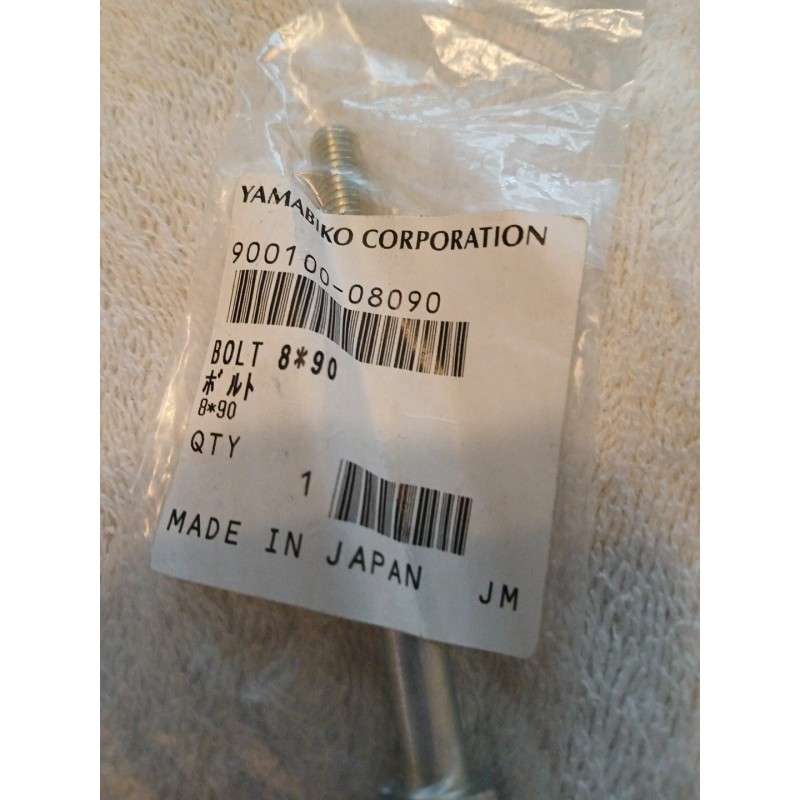 YAMABIKO CORPORATION
900100-08090
BOLT 8*90
ボルト
8*90
QTY
1
MADE IN JAPAN JM